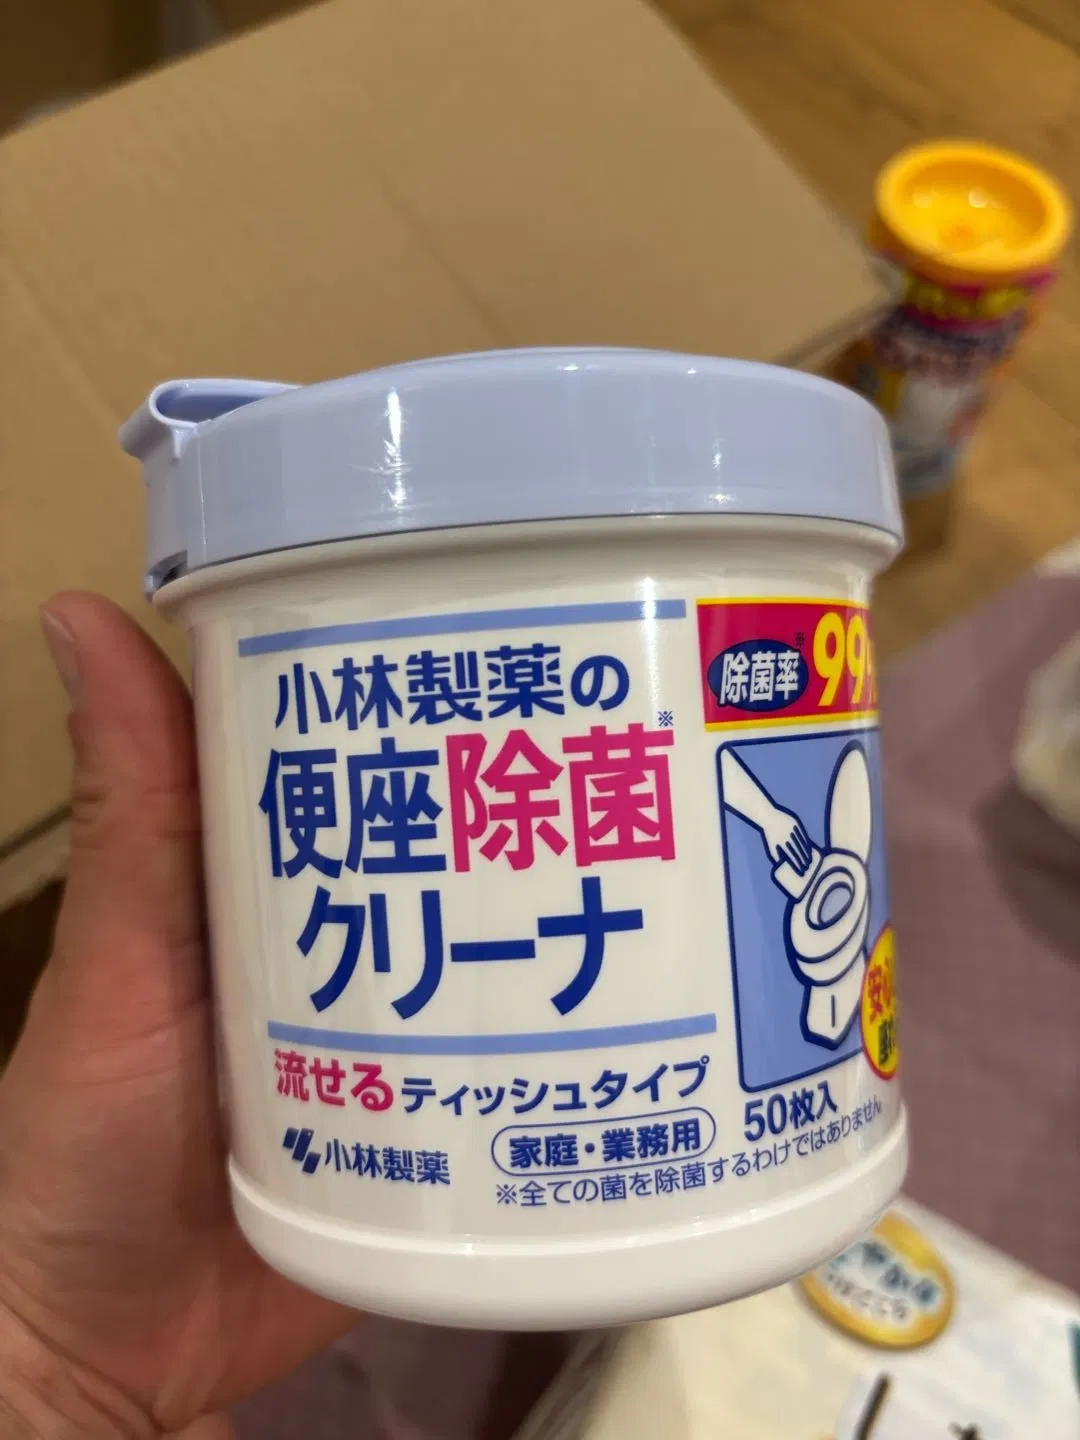 小林製薬の
便座除菌※
クリーナ
流せるティッシュタイプ
小林製薬
家庭・業務用
※全ての菌を除菌するわけではありません
除菌率※
99%
50枚入